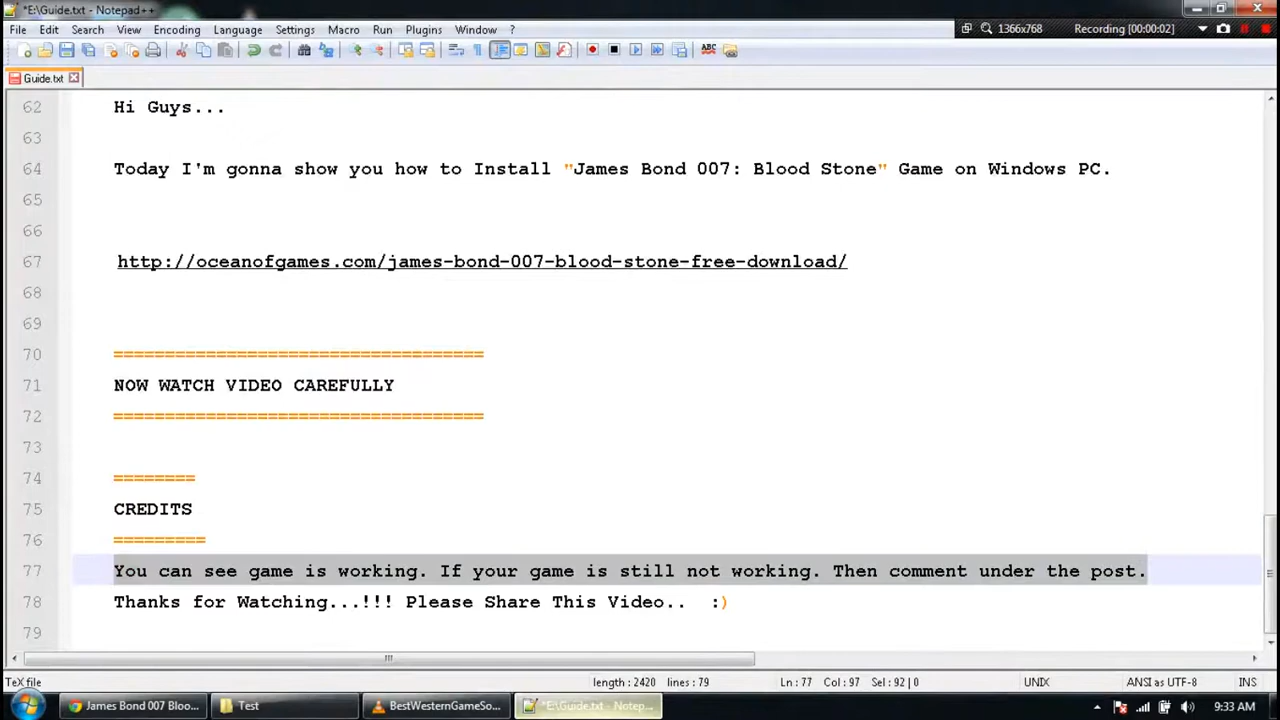 *E:\Guide.txt - Notepad++
File Edit Search View Encoding Language Settings Macro Run Plugins Window ?
1366x768 Recording [00:00:02]
ABC
Guide.txt
62 Hi Guys...
63
64 Today I'm gonna show you how to Install "James Bond 007: Blood Stone" Game on Windows PC.
65
66
67 http://oceanofgames.com/james-bond-007-blood-stone-free-download/
68
69
70 =================================
71 NOW WATCH VIDEO CAREFULLY
72 =================================
73
74 =======
75 CREDITS
76 ========
77 You can see game is working. If your game is still not working. Then comment under the post.
78 Thanks for Watching...!!! Please Share This Video.. :)
79
TeX file length : 2420 lines : 79 Ln : 77 Col : 97 Sel : 92 | 0 UNIX ANSI as UTF-8 INS
James Bond 007 Bloo... Test BestWesternGameSo... *E:\Guide.txt - Notep... 9:33 AM